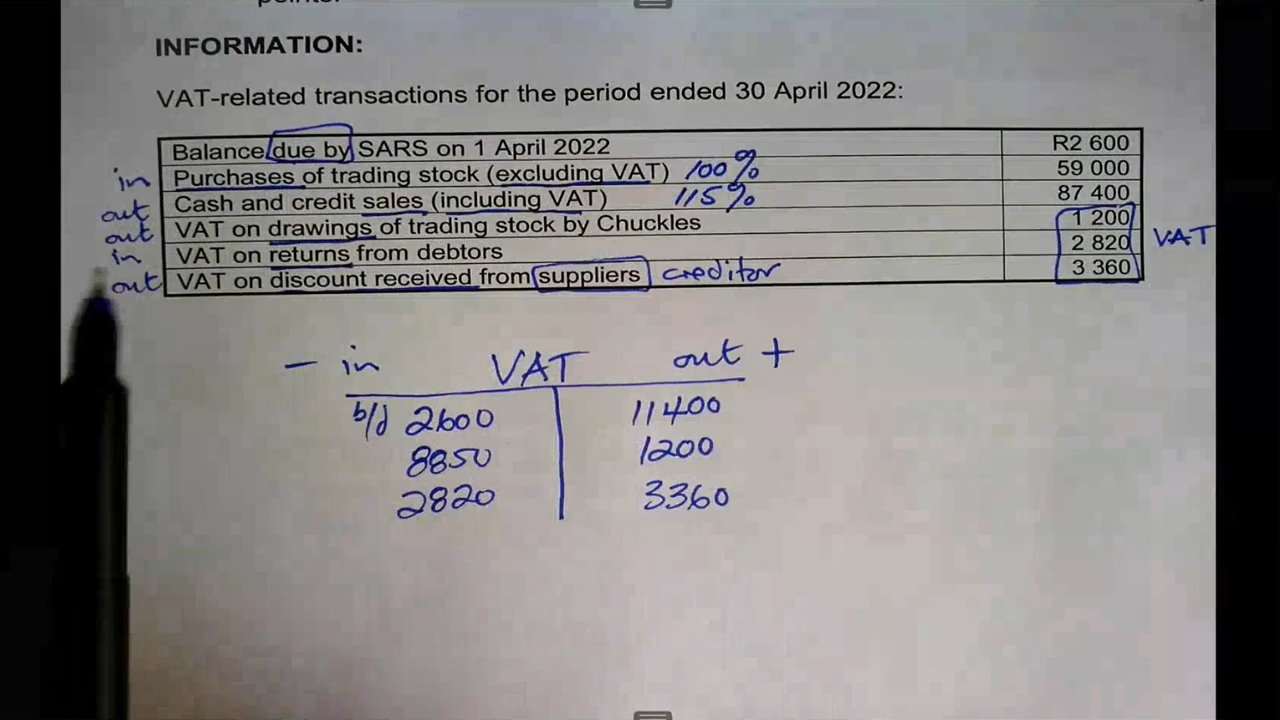 INFORMATION:
VAT-related transactions for the period ended 30 April 2022:
Balance due by SARS on 1 April 2022 R2 600
in Purchases of trading stock (excluding VAT) 100% 59 000
out Cash and credit sales (including VAT) 115% 87 400
out VAT on drawings of trading stock by Chuckles 1 200
in VAT on returns from debtors 2 820 VAT
out VAT on discount received from suppliers creditor 3 360
- in VAT out +
b/d 2600 11400
8850 1200
2820 3360